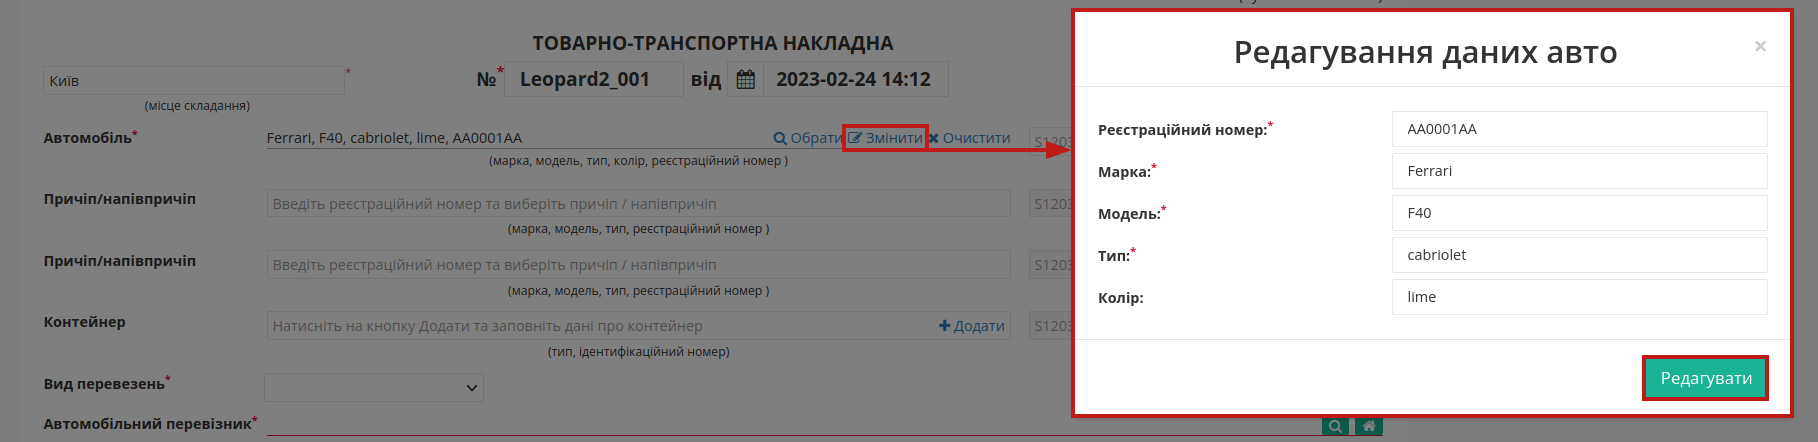 ТОВАРНО-ТРАНСПОРТНА НАКЛАДНА
Київ *
(місце складання)
№* Leopard2_001 від 2023-02-24 14:12
Автомобіль* Ferrari, F40, cabriolet, lime, AA0001AA Обрати Змінити Очистити S1203
(марка, модель, тип, колір, реєстраційний номер )
Причіп/напівпричіп Введіть реєстраційний номер та виберіть причіп / напівпричіп S1203
(марка, модель, тип, реєстраційний номер )
Причіп/напівпричіп Введіть реєстраційний номер та виберіть причіп / напівпричіп S1203
(марка, модель, тип, реєстраційний номер )
Контейнер Натисніть на кнопку Додати та заповніть дані про контейнер Додати S1203
(тип, ідентифікаційний номер)
Вид перевезень*
Автомобільний перевізник*
Редагування даних авто ×
Реєстраційний номер:* AA0001AA
Марка:* Ferrari
Модель:* F40
Тип:* cabriolet
Колір: lime
Редагувати